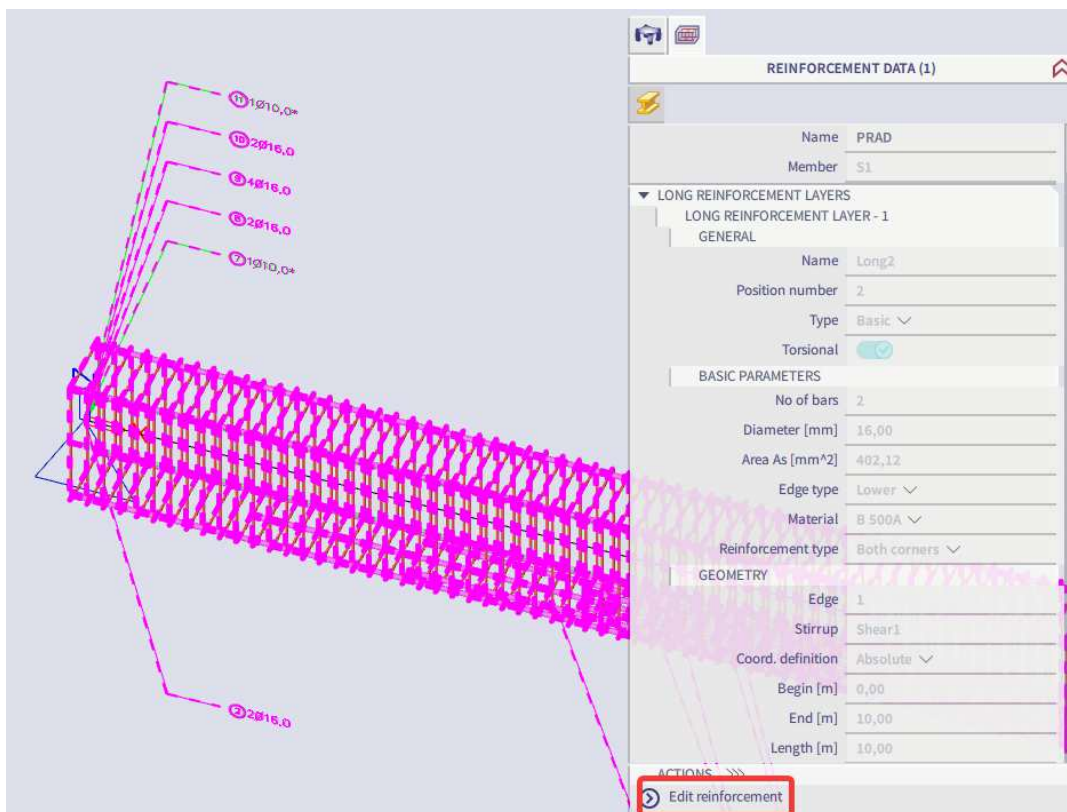 11 1Ø10,0*
10 2Ø16,0
9 4Ø16,0
8 2Ø16,0
7 1Ø10,0*
2 2Ø16,0
REINFORCEMENT DATA (1)
Name PRAD
Member S1
LONG REINFORCEMENT LAYERS
LONG REINFORCEMENT LAYER - 1
GENERAL
Name Long2
Position number 2
Type Basic
Torsional
BASIC PARAMETERS
No of bars 2
Diameter [mm] 16,00
Area As [mm^2] 402,12
Edge type Lower
Material B 500A
Reinforcement type Both corners
GEOMETRY
Edge 1
Stirrup Shear1
Coord. definition Absolute
Begin [m] 0,00
End [m] 10,00
Length [m] 10,00
ACTIONS >>>
Edit reinforcement